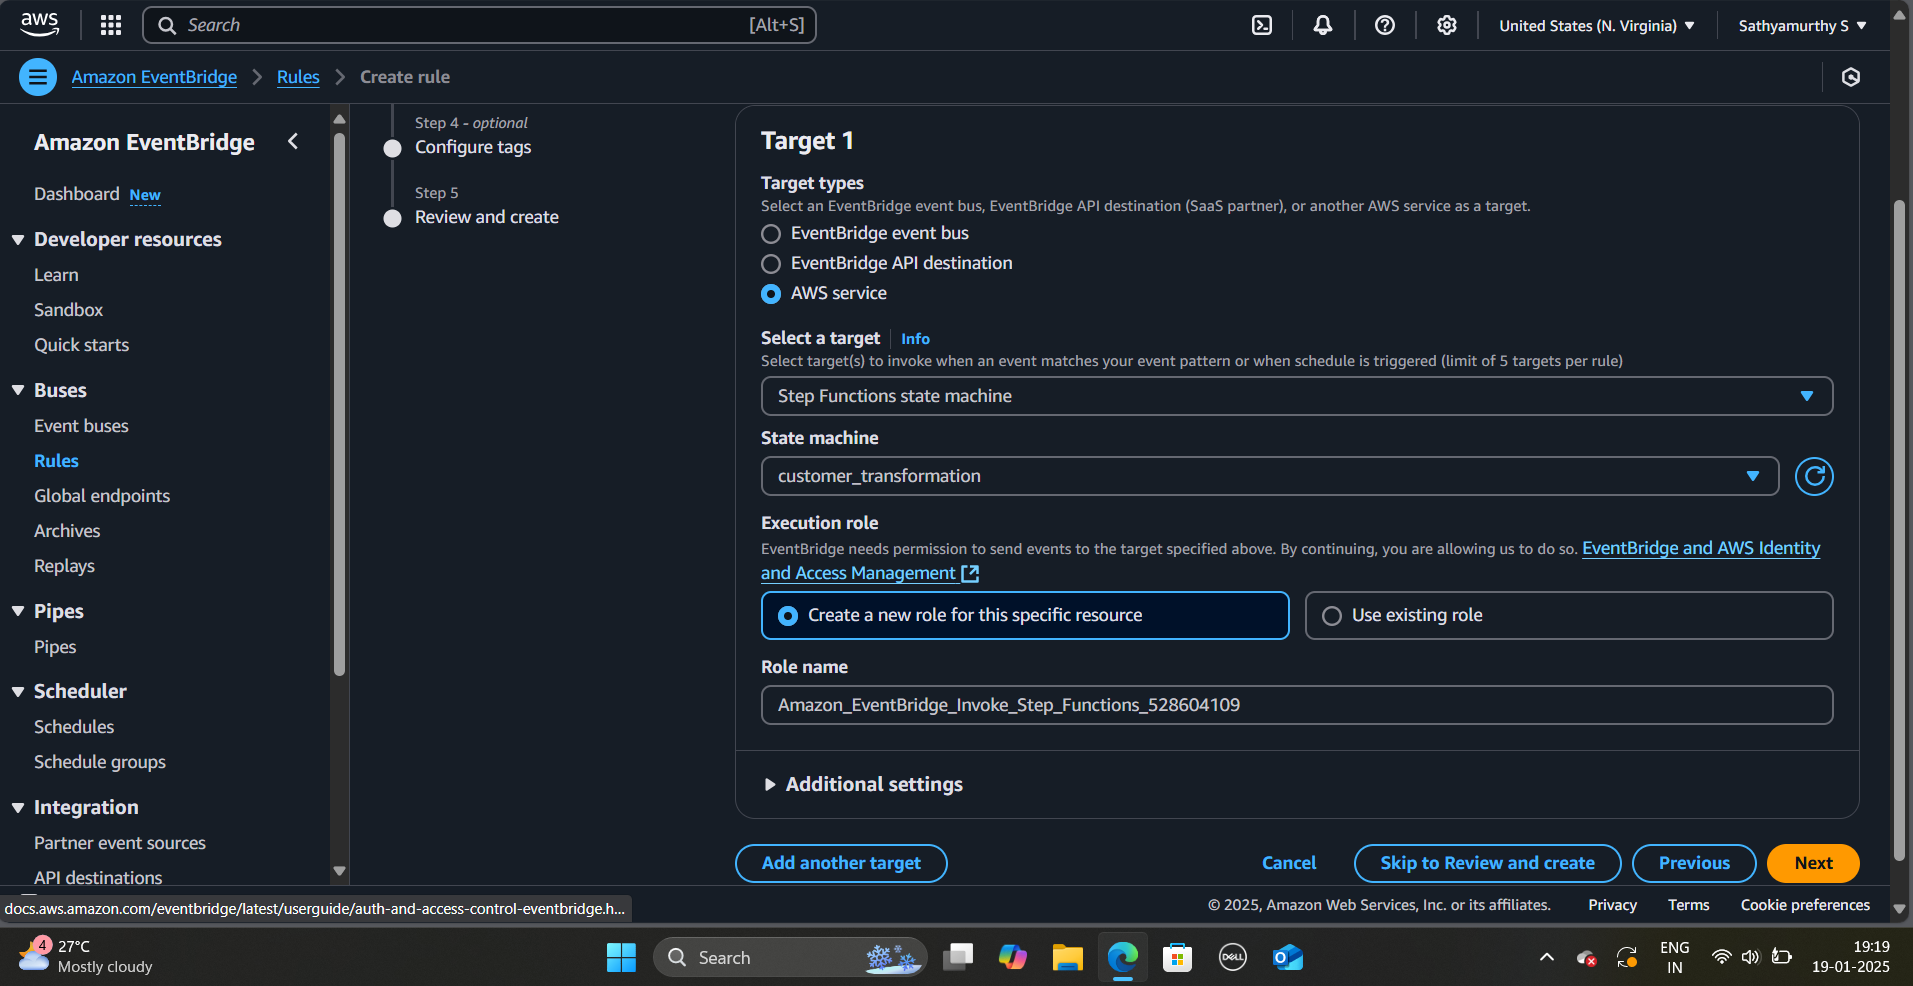 aws
Search [Alt+S]
United States (N. Virginia)
Sathyamurthy S
Amazon EventBridge
Rules
Create rule
Amazon EventBridge
Dashboard New
Developer resources
Learn
Sandbox
Quick starts
Buses
Event buses
Rules
Global endpoints
Archives
Replays
Pipes
Pipes
Scheduler
Schedules
Schedule groups
Integration
Partner event sources
API destinations
Step 4 - optional
Configure tags
Step 5
Review and create
Target 1
Target types
Select an EventBridge event bus, EventBridge API destination (SaaS partner), or another AWS service as a target.
EventBridge event bus
EventBridge API destination
AWS service
Select a target Info
Select target(s) to invoke when an event matches your event pattern or when schedule is triggered (limit of 5 targets per rule)
Step Functions state machine
State machine
customer_transformation
Execution role
EventBridge needs permission to send events to the target specified above. By continuing, you are allowing us to do so. EventBridge and AWS Identity
and Access Management
Create a new role for this specific resource
Use existing role
Role name
Amazon_EventBridge_Invoke_Step_Functions_528604109
Additional settings
Add another target
Cancel
Skip to Review and create
Previous
Next
docs.aws.amazon.com/eventbridge/latest/userguide/auth-and-access-control-eventbridge.h...
© 2025, Amazon Web Services, Inc. or its affiliates.
Privacy
Terms
Cookie preferences
4
27°C
Mostly cloudy
Search
DELL
ENG
IN
19:19
19-01-2025